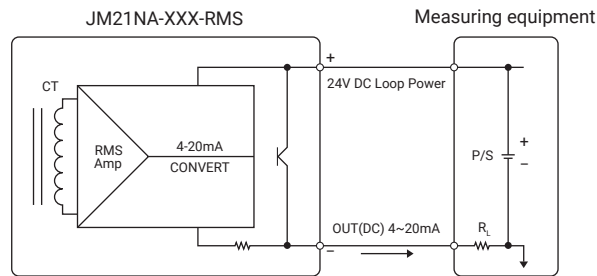 JM21NA-XXX-RMS
Measuring equipment
CT
RMS
Amp
4-20mA
CONVERT
+
24V DC Loop Power
P/S
+
−
OUT(DC) 4~20mA
−
R_L